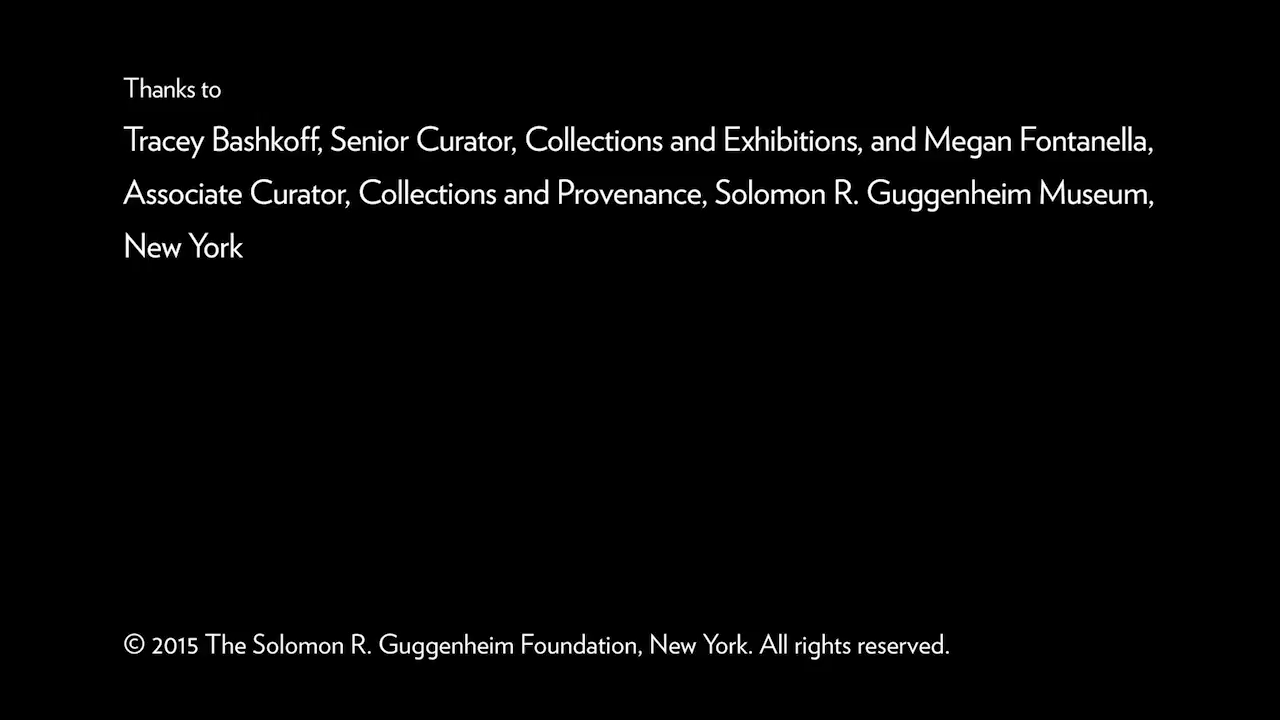 Thanks to
Tracey Bashkoff, Senior Curator, Collections and Exhibitions, and Megan Fontanella,
Associate Curator, Collections and Provenance, Solomon R. Guggenheim Museum,
New York
© 2015 The Solomon R. Guggenheim Foundation, New York. All rights reserved.